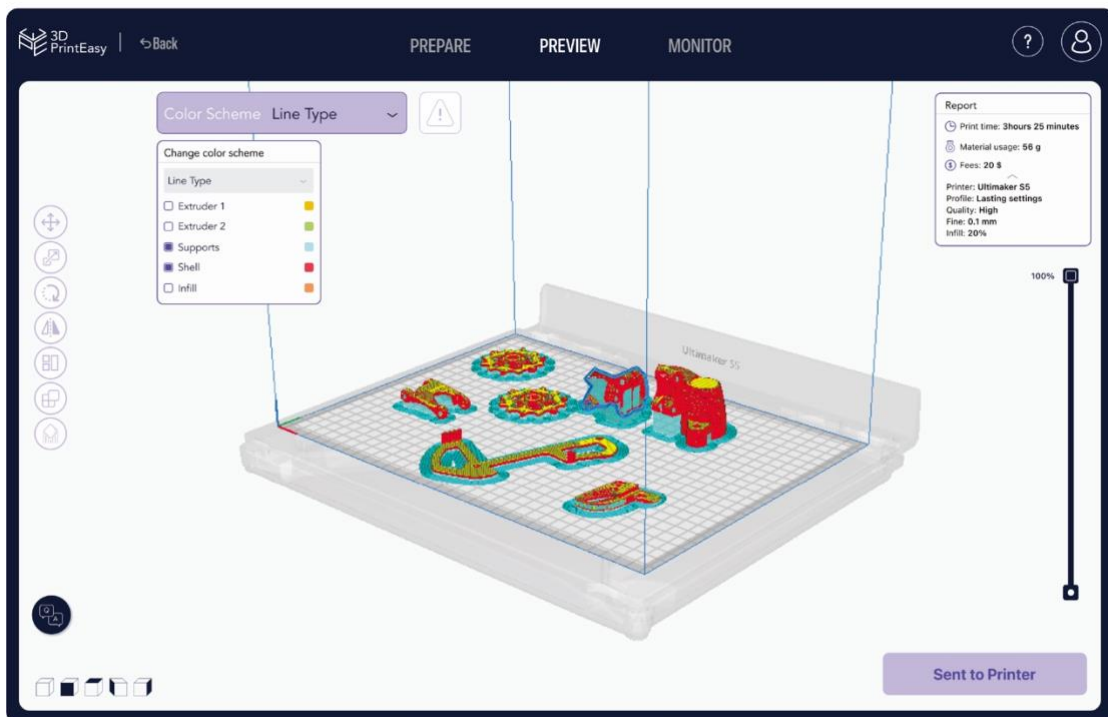 3D
PrintEasy
Back
PREPARE
PREVIEW
MONITOR
?
Color Scheme Line Type
!
Change color scheme
Line Type
Extruder 1
Extruder 2
Supports
Shell
Infill
Report
Print time: 3hours 25 minutes
Material usage: 56 g
$ Fees: 20 $
Printer: Ultimaker S5
Profile: Lasting settings
Quality: High
Fine: 0.1 mm
Infill: 20%
100%
Ultimaker S5
Q
A
Sent to Printer